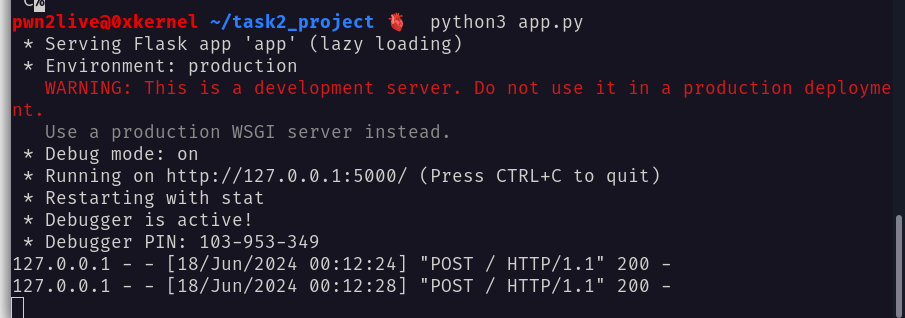 pwn2live@0xkernel ~/task2_project 🫀 python3 app.py
 * Serving Flask app 'app' (lazy loading)
 * Environment: production
   WARNING: This is a development server. Do not use it in a production deployme
nt.
   Use a production WSGI server instead.
 * Debug mode: on
 * Running on http://127.0.0.1:5000/ (Press CTRL+C to quit)
 * Restarting with stat
 * Debugger is active!
 * Debugger PIN: 103-953-349
127.0.0.1 - - [18/Jun/2024 00:12:24] "POST / HTTP/1.1" 200 -
127.0.0.1 - - [18/Jun/2024 00:12:28] "POST / HTTP/1.1" 200 -